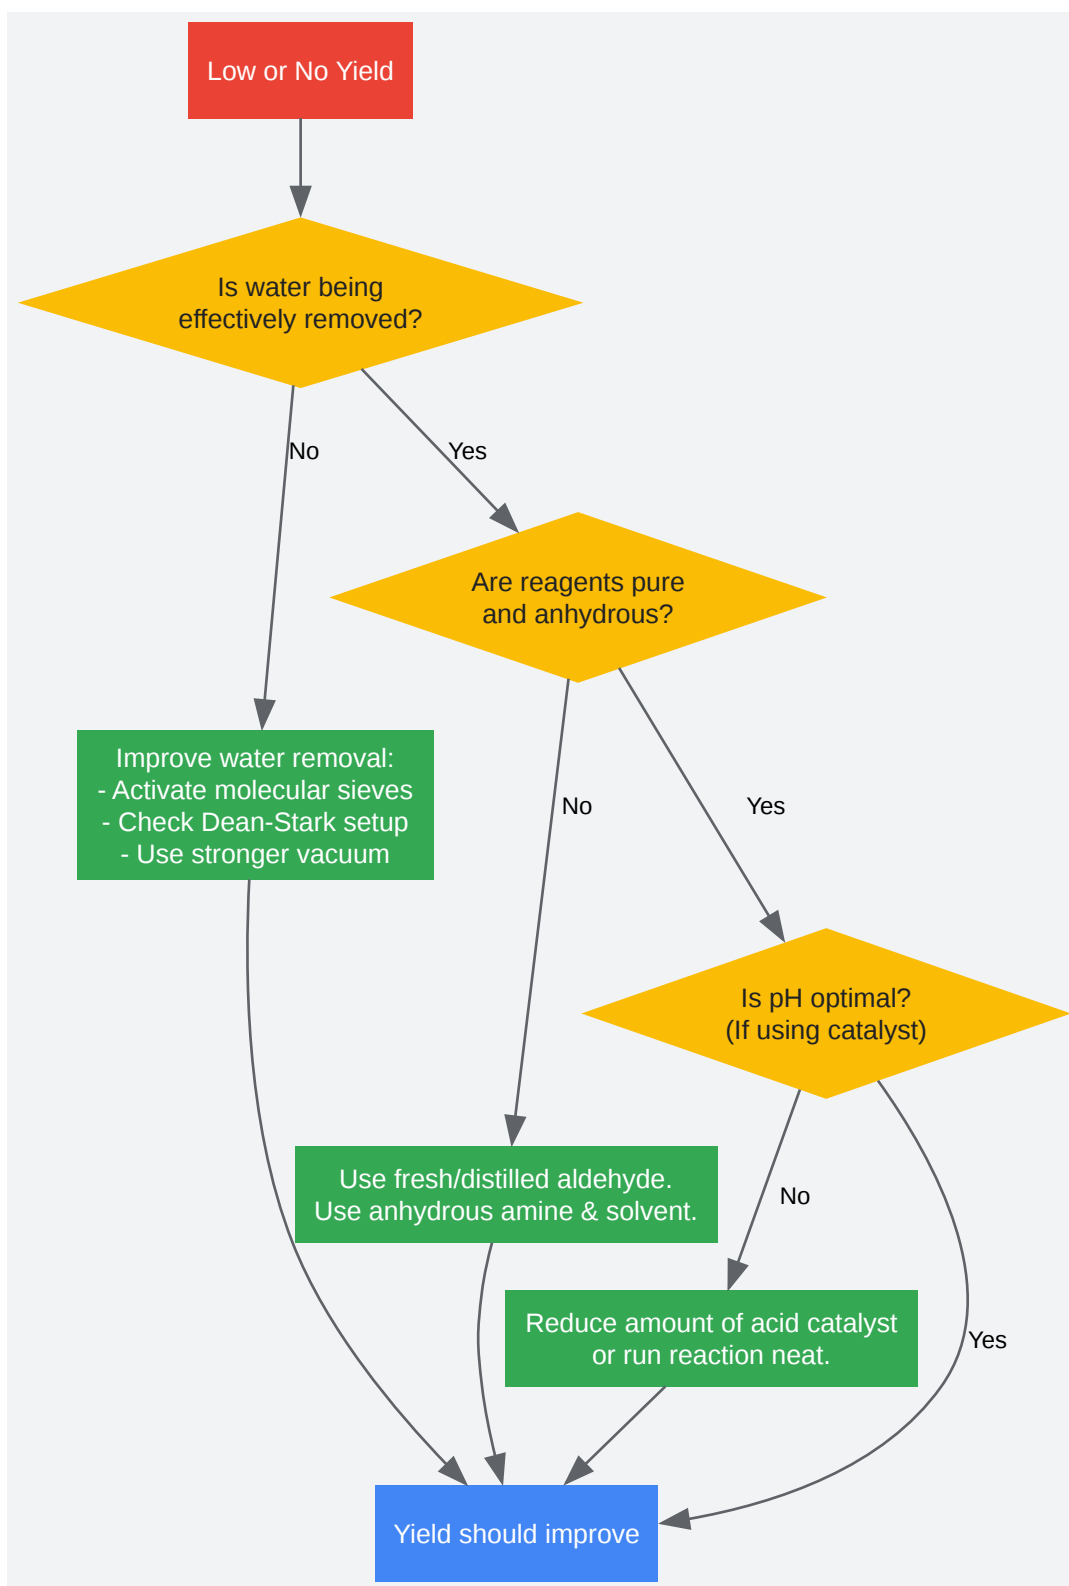 Low or No Yield
Is water being
effectively removed?
No
Yes
Are reagents pure
and anhydrous?
Improve water removal:
- Activate molecular sieves
- Check Dean-Stark setup
- Use stronger vacuum
No
Yes
Is pH optimal?
(If using catalyst)
Use fresh/distilled aldehyde.
Use anhydrous amine & solvent.
No
Reduce amount of acid catalyst
or run reaction neat.
Yes
Yield should improve